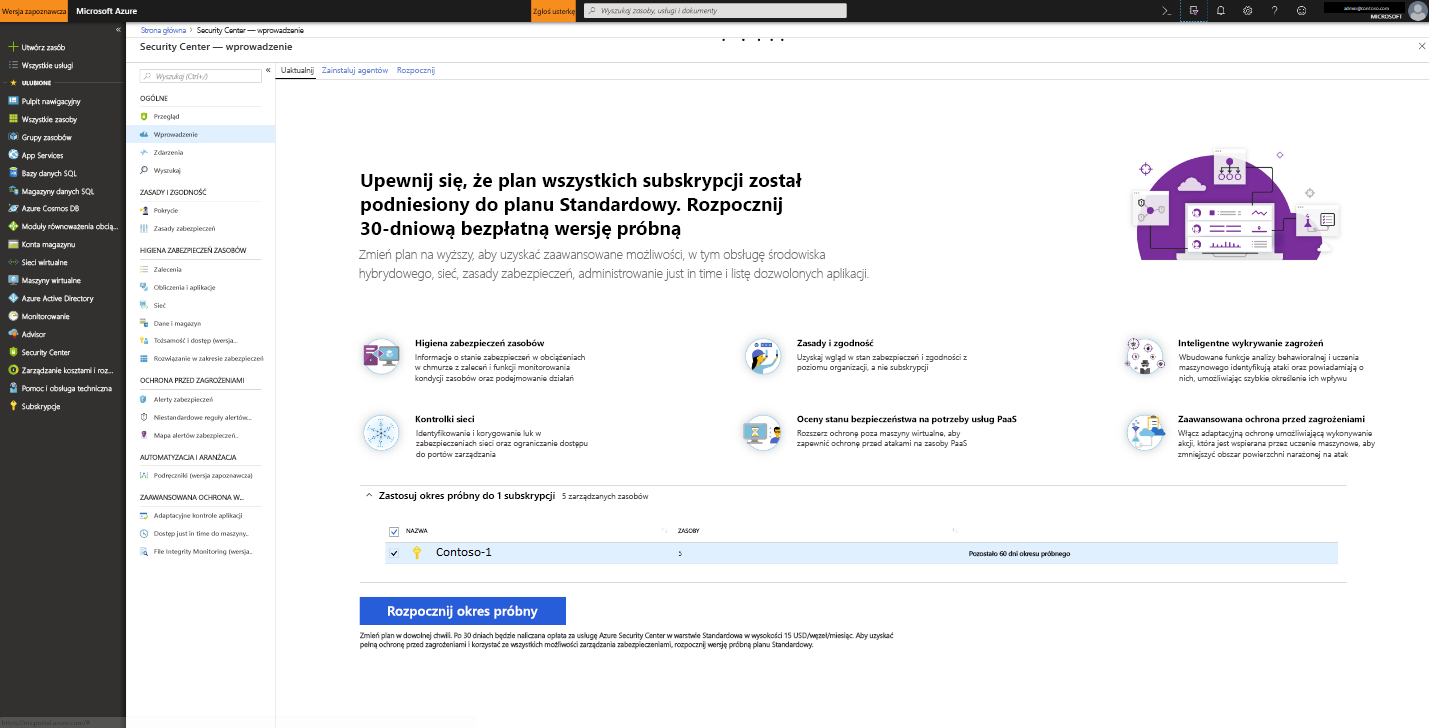 Wersja zapoznawcza
Microsoft Azure
Zgłoś usterkę
Wyszukaj zasoby, usługi i dokumenty
admin@contoso.com
MICROSOFT
Utwórz zasób
Wszystkie usługi
ULUBIONE
Pulpit nawigacyjny
Wszystkie zasoby
Grupy zasobów
App Services
Bazy danych SQL
Magazyny danych SQL
Azure Cosmos DB
Moduły równoważenia obcią...
Konta magazynu
Sieci wirtualne
Maszyny wirtualne
Azure Active Directory
Monitorowanie
Advisor
Security Center
Zarządzanie kosztami i roz...
Pomoc i obsługa techniczna
Subskrypcje
Strona główna > Security Center — wprowadzenie
Security Center — wprowadzenie
Wyszukaj (Ctrl+/)
OGÓLNE
Przegląd
Wprowadzenie
Zdarzenia
Wyszukaj
ZASADY I ZGODNOŚĆ
Pokrycie
Zasady zabezpieczeń
HIGIENA ZABEZPIECZEŃ ZASOBÓW
Zalecenia
Obliczenia i aplikacje
Sieć
Dane i magazyn
Tożsamość i dostęp (wersja...
Rozwiązanie w zakresie zabezpieczeń
OCHRONA PRZED ZAGROŻENIAMI
Alerty zabezpieczeń
Niestandardowe reguły alertów...
Mapa alertów zabezpieczeń..
AUTOMATYZACJA I ARANŻACJA
Podręczniki (wersja zapoznawcza)
ZAAWANSOWANA OCHRONA W...
Adaptacyjne kontrole aplikacji
Dostęp just in time do maszyny..
File Integrity Monitoring (wersja..
Uaktualnij
Zainstaluj agentów
Rozpocznij
Upewnij się, że plan wszystkich subskrypcji został
podniesiony do planu Standardowy. Rozpocznij
30-dniową bezpłatną wersję próbną
Zmień plan na wyższy, aby uzyskać zaawansowane możliwości, w tym obsługę środowiska
hybrydowego, sieć, zasady zabezpieczeń, administrowanie just in time i listę dozwolonych aplikacji.
Higiena zabezpieczeń zasobów
Informacje o stanie zabezpieczeń w obciążeniach
w chmurze z zaleceń i funkcji monitorowania
kondycji zasobów oraz podejmowanie działań
Zasady i zgodność
Uzyskaj wgląd w stan zabezpieczeń i zgodności z
poziomu organizacji, a nie subskrypcji
Inteligentne wykrywanie zagrożeń
Wbudowane funkcje analizy behawioralnej i uczenia
maszynowego identyfikują ataki oraz powiadamiają o
nich, umożliwiając szybkie określenie ich wpływu
Kontrolki sieci
Identyfikowanie i korygowanie luk w
zabezpieczeniach sieci oraz ograniczanie dostępu
do portów zarządzania
Oceny stanu bezpieczeństwa na potrzeby usług PaaS
Rozszerz ochronę poza maszyny wirtualne, aby
zapewnić ochronę przed atakami na zasoby PaaS
Zaawansowana ochrona przed zagrożeniami
Włącz adaptacyjną ochronę umożliwiającą wykonywanie
akcji, która jest wspierana przez uczenie maszynowe, aby
zmniejszyć obszar powierzchni narażonej na atak
Zastosuj okres próbny do 1 subskrypcji 5 zarządzanych zasobów
NAZWA
ZASOBY
Contoso-1
5
Pozostało 60 dni okresu próbnego
Rozpocznij okres próbny
Zmień plan w dowolnej chwili. Po 30 dniach będzie naliczana opłata za usługę Azure Security Center w warstwie Standardowa w wysokości 15 USD/węzeł/miesiąc. Aby uzyskać
pełną ochronę przed zagrożeniami i korzystać ze wszystkich możliwości zarządzania zabezpieczeniami, rozpocznij wersję próbną planu Standardowy.